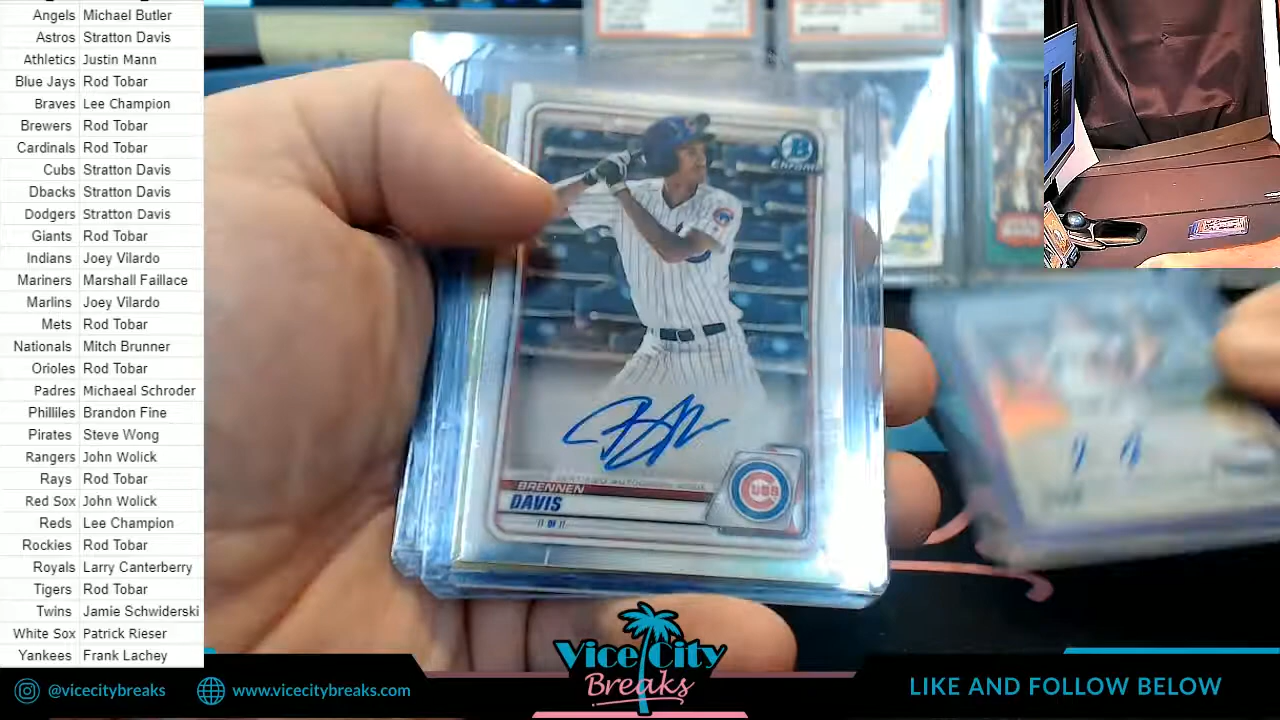 Angels Michael Butler
Astros Stratton Davis
Athletics Justin Mann
Blue Jays Rod Tobar
Braves Lee Champion
Brewers Rod Tobar
Cardinals Rod Tobar
Cubs Stratton Davis
Dbacks Stratton Davis
Dodgers Stratton Davis
Giants Rod Tobar
Indians Joey Vilardo
Mariners Marshall Faillace
Marlins Joey Vilardo
Mets Rod Tobar
Nationals Mitch Brunner
Orioles Rod Tobar
Padres Michaeal Schroder
Philliles Brandon Fine
Pirates Steve Wong
Rangers John Wolick
Rays Rod Tobar
Red Sox John Wolick
Reds Lee Champion
Rockies Rod Tobar
Royals Larry Canterberry
Tigers Rod Tobar
Twins Jamie Schwiderski
White Sox Patrick Rieser
Yankees Frank Lachey
B
Chrome
BRENNEN
DAVIS
IF OF
CUBS
@vicecitybreaks
www.vicecitybreaks.com
Vice City
Breaks
LIKE AND FOLLOW BELOW